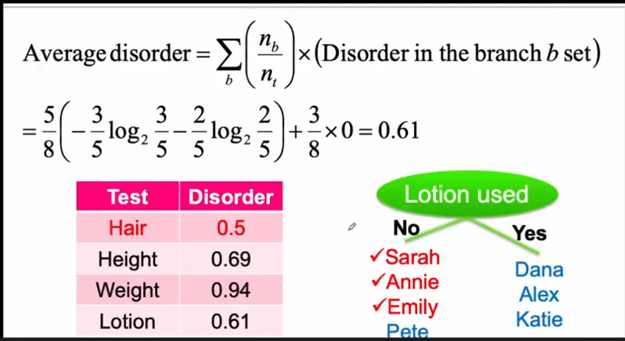 Average disorder = ∑_b (n_b / n_t) × (Disorder in the branch b set)
= 5/8 (− 3/5 log₂ 3/5 − 2/5 log₂ 2/5) + 3/8 × 0 = 0.61
Test Disorder
Hair 0.5
Height 0.69
Weight 0.94
Lotion 0.61
Lotion used
No Yes
✓Sarah Dana
✓Annie Alex
✓Emily Katie
Pete